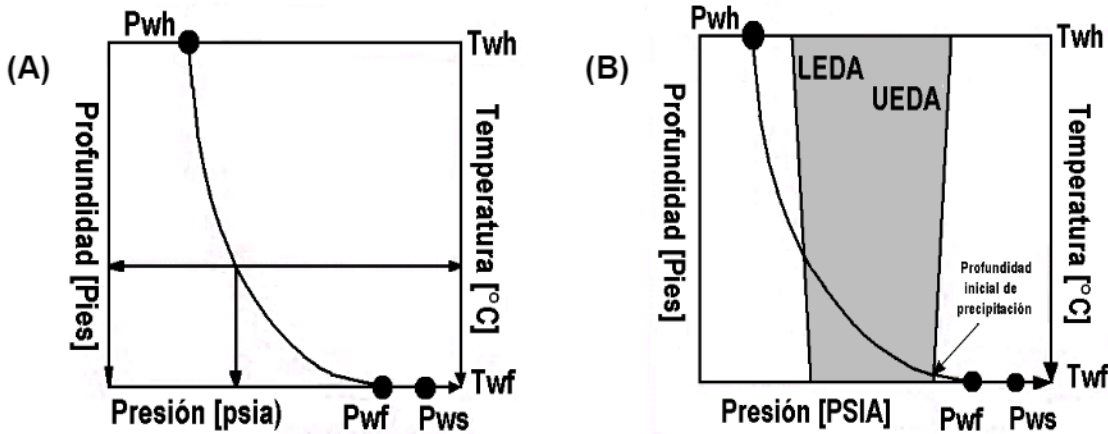 Pwh
Twh
(A)
Profundidad [Pies]
Temperatura [°C]
Twf
Presión [psia)
Pwf
Pws
Pwh
Twh
(B)
LEDA
UEDA
Profundidad [Pies]
Temperatura [°C]
Profundidad
inicial de
precipitación
Twf
Presión [PSIA]
Pwf
Pws